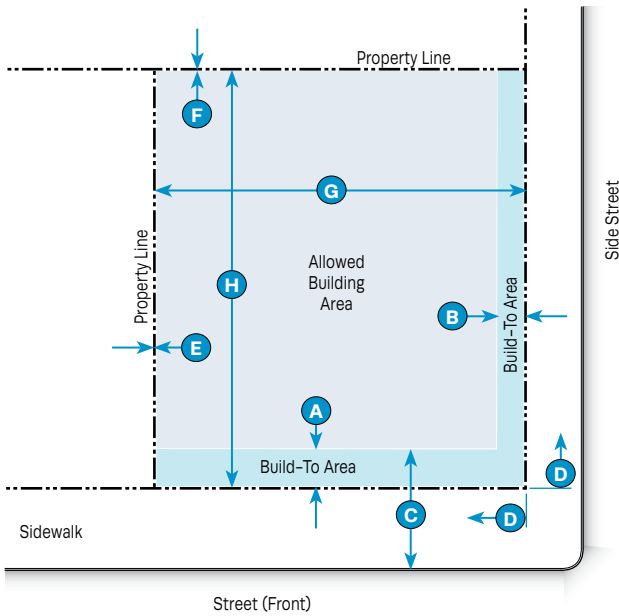 Property Line
F
G
Side Street
Property Line
Allowed
Building
Area
H
B
Build-To Area
E
A
Build-To Area
D
C
D
Sidewalk
Street (Front)